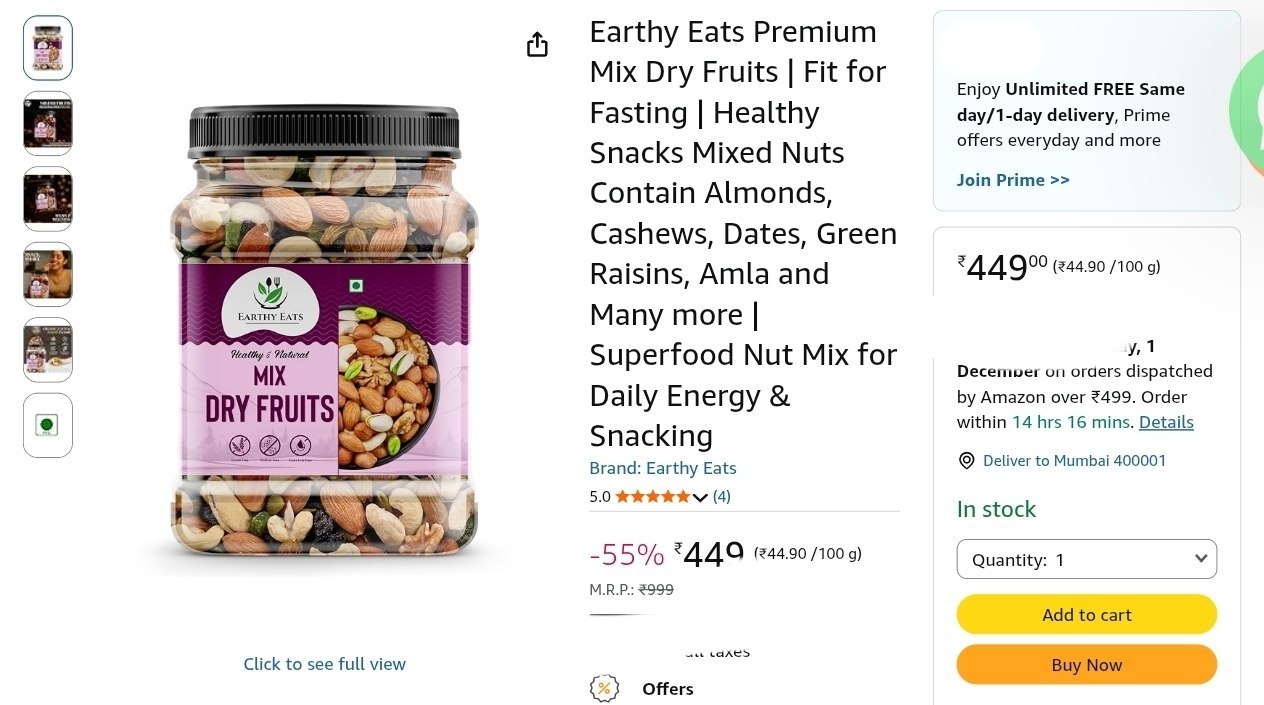 Earthy Eats Premium
Mix Dry Fruits | Fit for
Fasting | Healthy
Snacks Mixed Nuts
Contain Almonds,
Cashews, Dates, Green
Raisins, Amla and
Many more |
Superfood Nut Mix for
Daily Energy &
Snacking
Brand: Earthy Eats
5.0 (4)
-55% ₹449 (₹44.90 /100 g)
M.R.P.: ₹999
taxes
Offers
EARTHY EATS
Healthy & Natural
MIX
DRY FRUITS
Click to see full view
Enjoy Unlimited FREE Same
day/1-day delivery, Prime
offers everyday and more
Join Prime >>
₹44900 (₹44.90 /100 g)
1
December on orders dispatched
by Amazon over ₹499. Order
within 14 hrs 16 mins. Details
Deliver to Mumbai 400001
In stock
Quantity: 1
Add to cart
Buy Now